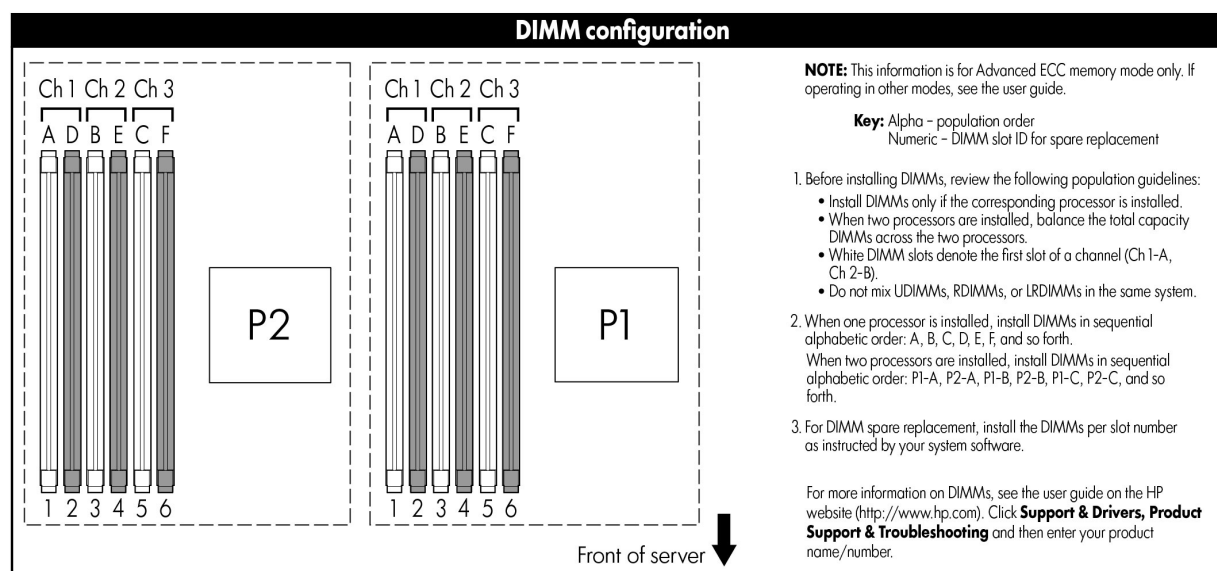 DIMM configuration
Ch 1 Ch 2 Ch 3
A D B E C F
P2
1 2 3 4 5 6
Ch 1 Ch 2 Ch 3
A D B E C F
P1
1 2 3 4 5 6
Front of server
NOTE: This information is for Advanced ECC memory mode only. If
operating in other modes, see the user guide.
Key: Alpha – population order
Numeric – DIMM slot ID for spare replacement
1. Before installing DIMMs, review the following population guidelines:
• Install DIMMs only if the corresponding processor is installed.
• When two processors are installed, balance the total capacity
DIMMs across the two processors.
• White DIMM slots denote the first slot of a channel (Ch 1-A,
Ch 2-B).
• Do not mix UDIMMs, RDIMMs, or LRDIMMs in the same system.
2. When one processor is installed, install DIMMs in sequential
alphabetic order: A, B, C, D, E, F, and so forth.
When two processors are installed, install DIMMs in sequential
alphabetic order: P1-A, P2-A, P1-B, P2-B, P1-C, P2-C, and so
forth.
3. For DIMM spare replacement, install the DIMMs per slot number
as instructed by your system software.
For more information on DIMMs, see the user guide on the HP
website (http://www.hp.com). Click Support & Drivers, Product
Support & Troubleshooting and then enter your product
name/number.